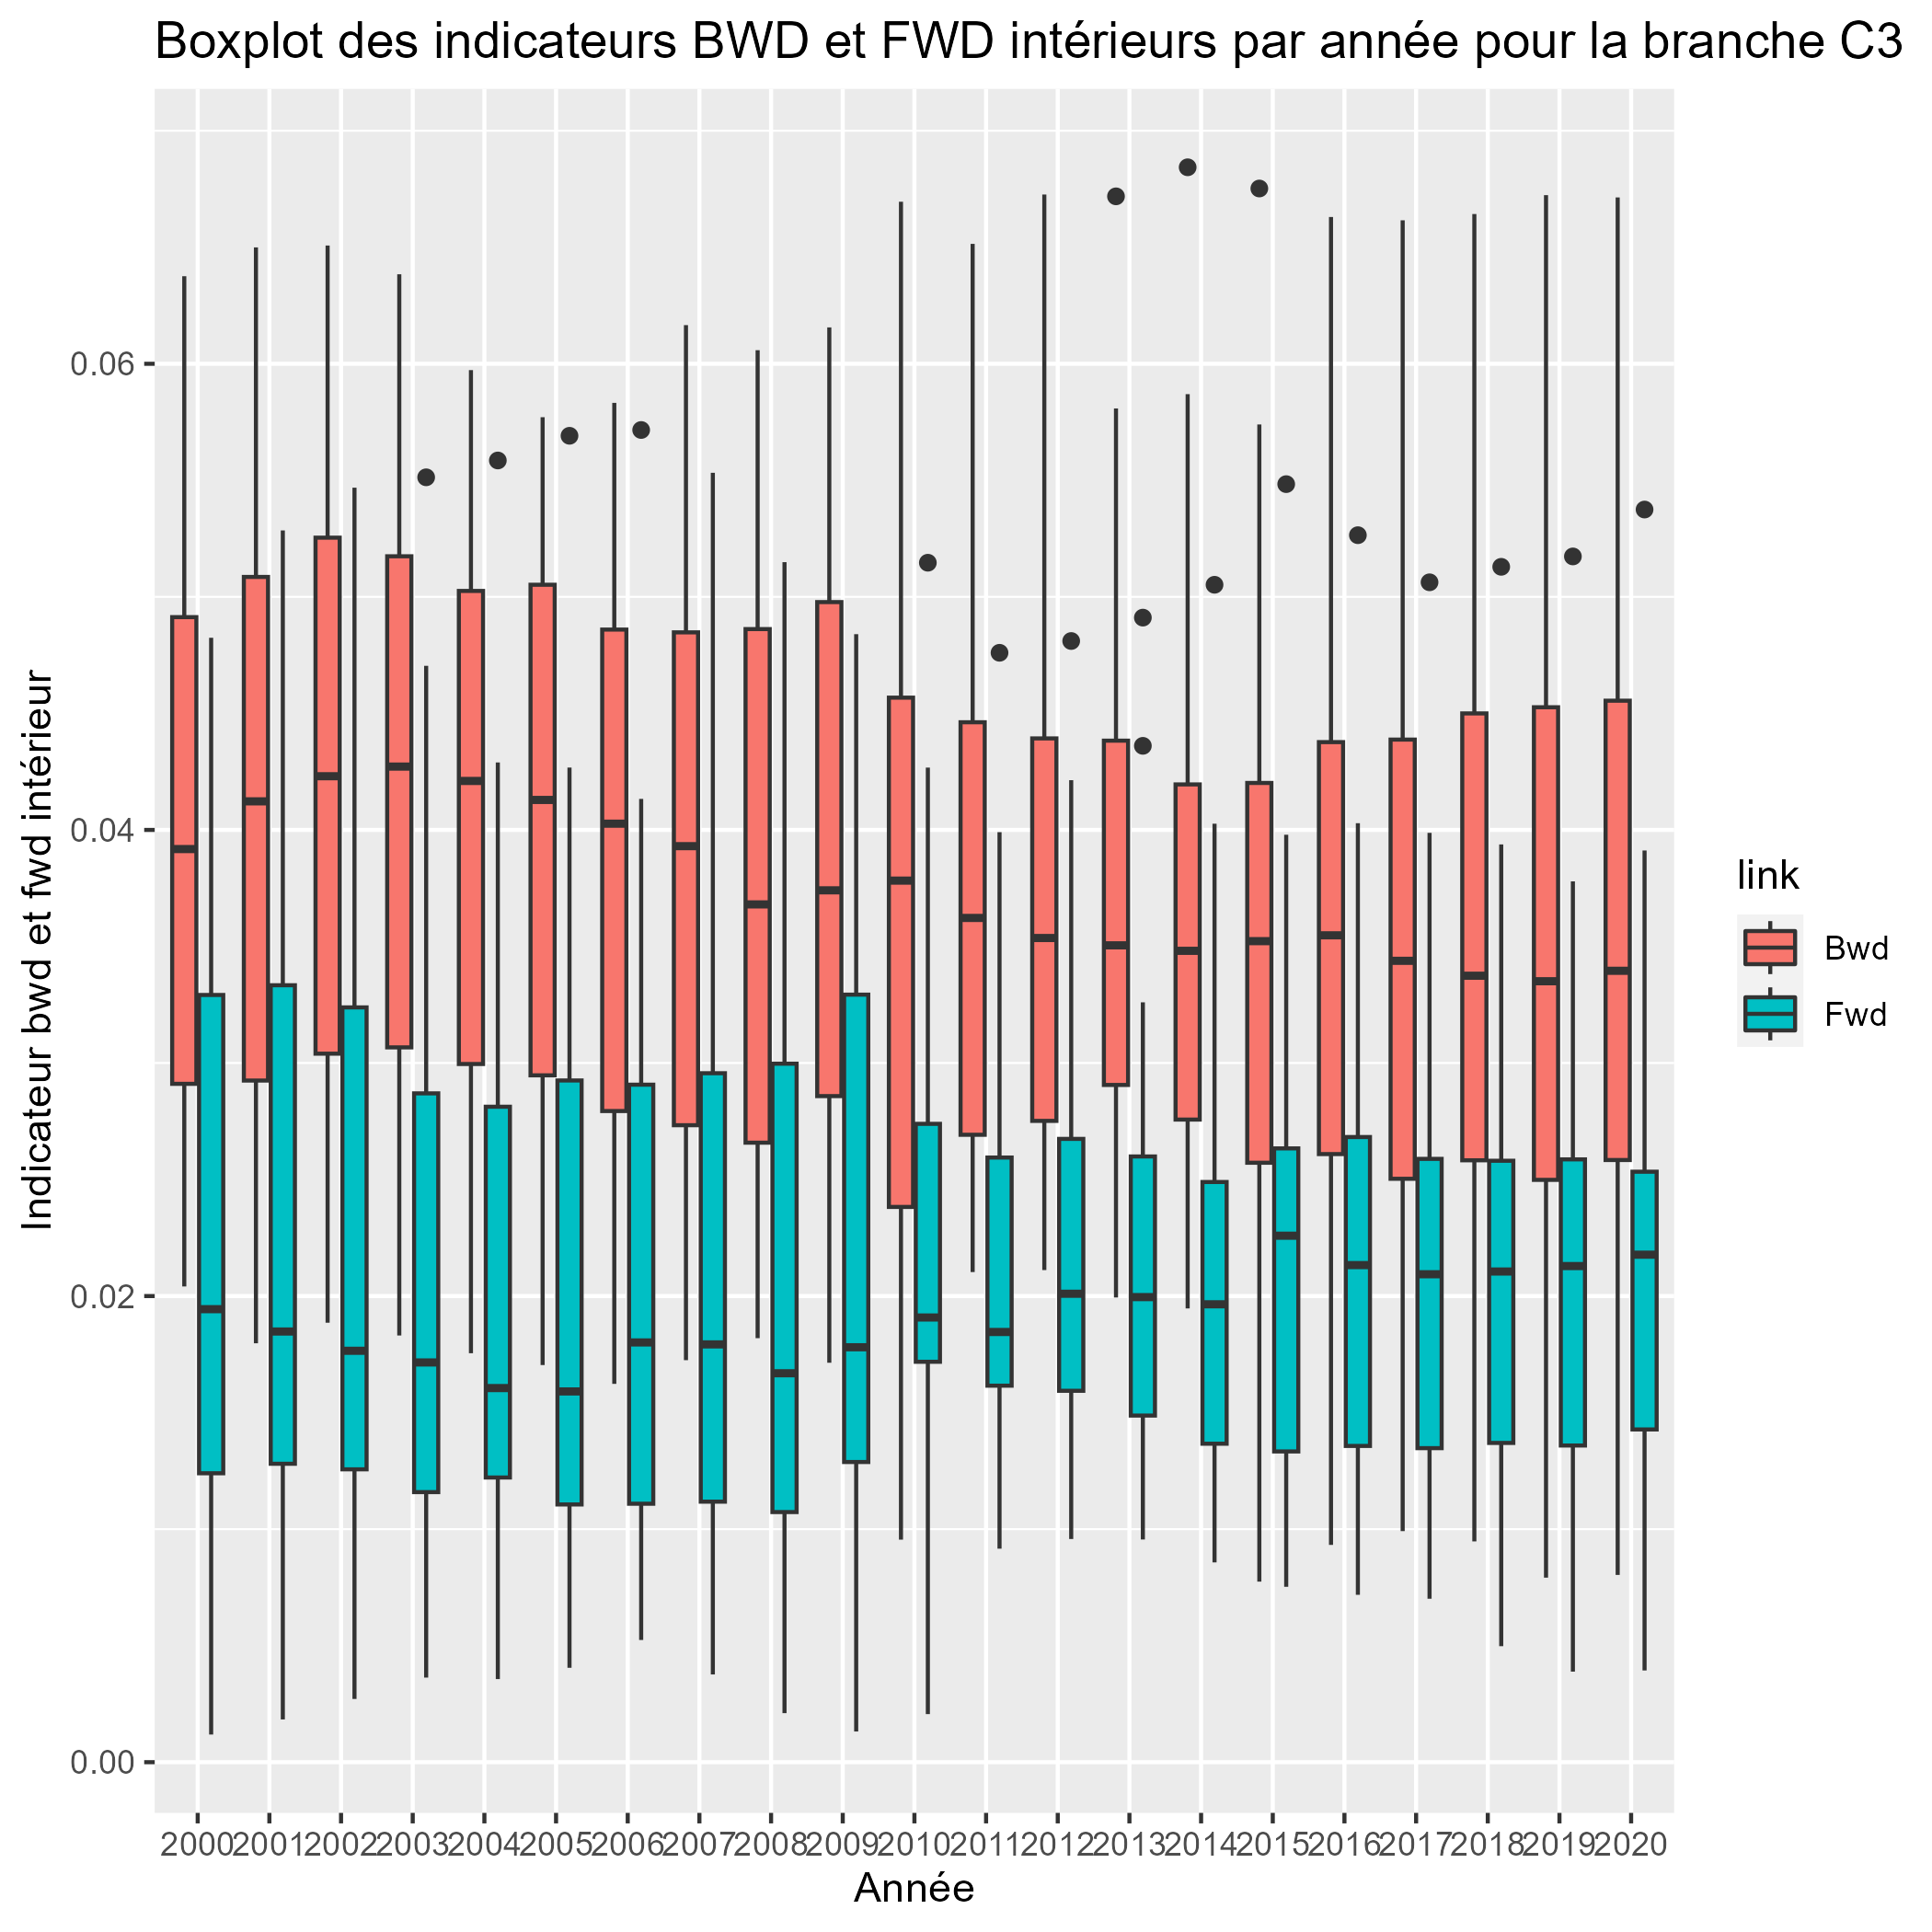 Boxplot des indicateurs BWD et FWD intérieurs par année pour la branche C3
Indicateur bwd et fwd intérieur
0.06
0.04
0.02
0.00
link
Bwd
Fwd
2000 2001 2002 2003 2004 2005 2006 2007 2008 2009 2010 2011 2012 2013 2014 2015 2016 2017 2018 2019 2020
Année